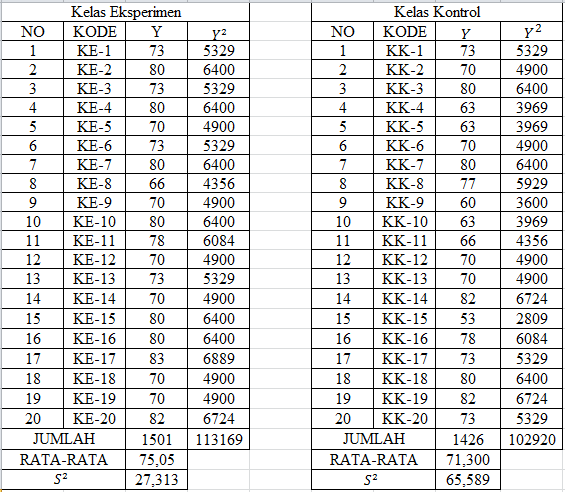 Kelas Eksperimen Kelas Kontrol
NO KODE Y Y² NO KODE Y Y²
1 KE-1 73 5329 1 KK-1 73 5329
2 KE-2 80 6400 2 KK-2 70 4900
3 KE-3 73 5329 3 KK-3 80 6400
4 KE-4 80 6400 4 KK-4 63 3969
5 KE-5 70 4900 5 KK-5 63 3969
6 KE-6 73 5329 6 KK-6 70 4900
7 KE-7 80 6400 7 KK-7 80 6400
8 KE-8 66 4356 8 KK-8 77 5929
9 KE-9 70 4900 9 KK-9 60 3600
10 KE-10 80 6400 10 KK-10 63 3969
11 KE-11 78 6084 11 KK-11 66 4356
12 KE-12 70 4900 12 KK-12 70 4900
13 KE-13 73 5329 13 KK-13 70 4900
14 KE-14 70 4900 14 KK-14 82 6724
15 KE-15 80 6400 15 KK-15 53 2809
16 KE-16 80 6400 16 KK-16 78 6084
17 KE-17 83 6889 17 KK-17 73 5329
18 KE-18 70 4900 18 KK-18 80 6400
19 KE-19 70 4900 19 KK-19 82 6724
20 KE-20 82 6724 20 KK-20 73 5329
JUMLAH 1501 113169 JUMLAH 1426 102920
RATA-RATA 75,05 RATA-RATA 71,300
S² 27,313 S² 65,589